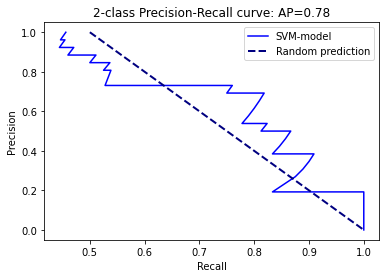 2-class Precision-Recall curve: AP=0.78
SVM-model
Random prediction
Precision
1.0
0.8
0.6
0.4
0.2
0.0
0.5 0.6 0.7 0.8 0.9 1.0
Recall